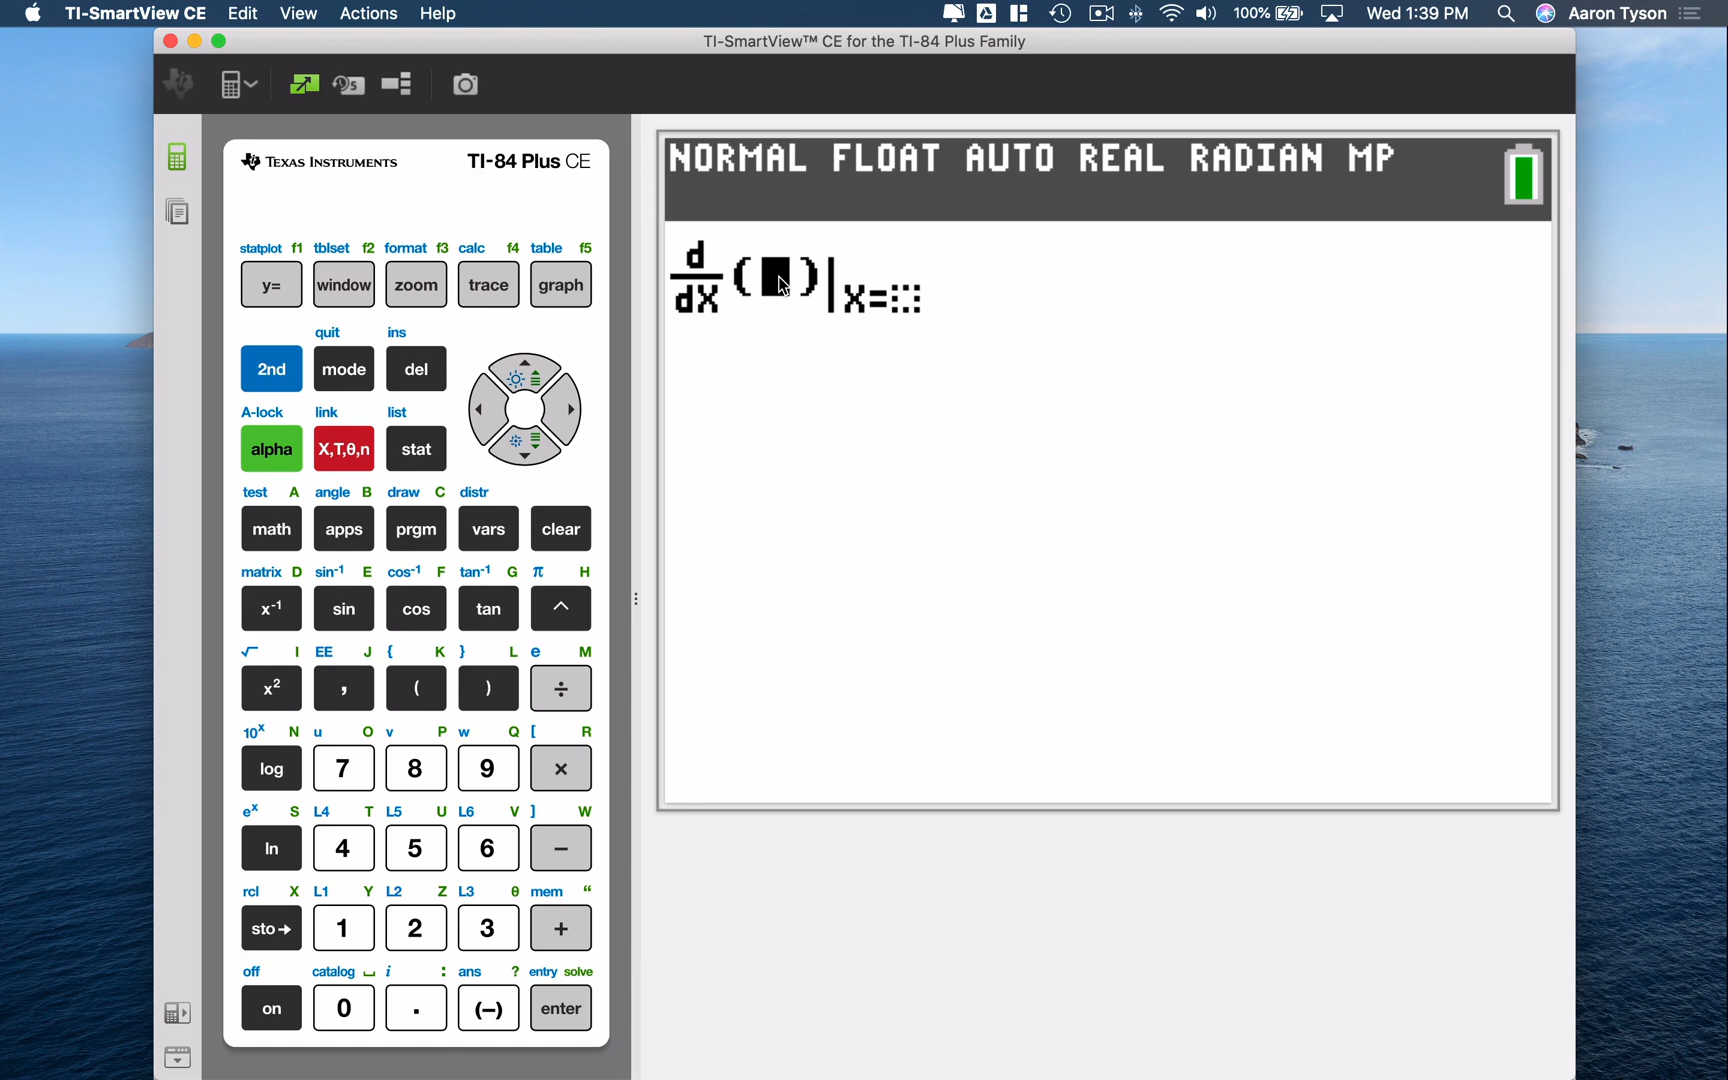 TI-SmartView CE Edit View Actions Help 100% Wed 1:39 PM Aaron Tyson
TI-SmartView™ CE for the TI-84 Plus Family
TEXAS INSTRUMENTS TI-84 Plus CE
statplot f1 tblset f2 format f3 calc f4 table f5
y= window zoom trace graph
quit ins
2nd mode del
A-lock link list
alpha X,T,θ,n stat
test A angle B draw C distr
math apps prgm vars clear
matrix D sin-1 E cos-1 F tan-1 G π H
x-1 sin cos tan ^
√ I EE J { K } L e M
x2 , ( ) ÷
10x N u O v P w Q [ R
log 7 8 9 ×
ex S L4 T L5 U L6 V ] W
ln 4 5 6 −
rcl X L1 Y L2 Z L3 θ mem “
sto→ 1 2 3 +
off catalog ⎵ i : ans ? entry solve
on 0 . (−) enter
NORMAL FLOAT AUTO REAL RADIAN MP
d
dX ( )|X=